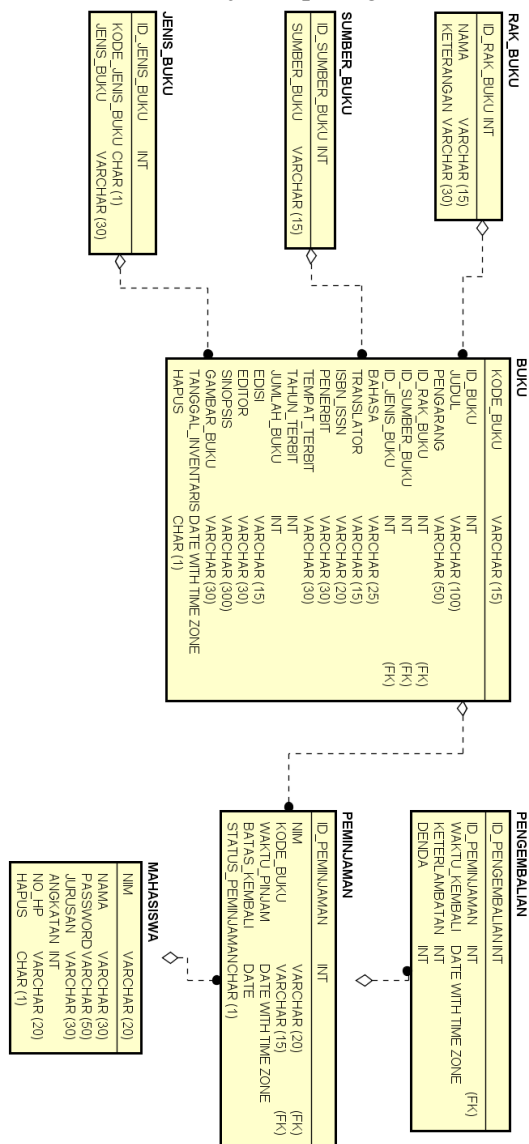 RAK_BUKU
ID_RAK_BUKU INT
NAMA VARCHAR (15)
KETERANGAN VARCHAR (30)
SUMBER_BUKU
ID_SUMBER_BUKU INT
SUMBER_BUKU VARCHAR (15)
JENIS_BUKU
ID_JENIS_BUKU INT
KODE_JENIS_BUKU CHAR (1)
JENIS_BUKU VARCHAR (30)
BUKU
KODE_BUKU VARCHAR (15)
ID_BUKU INT
JUDUL VARCHAR (100)
PENGARANG VARCHAR (50)
ID_RAK_BUKU INT (FK)
ID_SUMBER_BUKU INT (FK)
ID_JENIS_BUKU INT (FK)
BAHASA VARCHAR (25)
TRANSLATOR VARCHAR (15)
ISBN_ISSN VARCHAR (20)
PENERBIT VARCHAR (30)
TEMPAT_TERBIT VARCHAR (30)
TAHUN_TERBIT INT
JUMLAH_BUKU INT
EDISI VARCHAR (15)
EDITOR VARCHAR (30)
SINOPSIS VARCHAR (300)
GAMBAR_BUKU VARCHAR (30)
TANGGAL_INVENTARIS DATE WITH TIME ZONE
HAPUS CHAR (1)
PENGEMBALIAN
ID_PENGEMBALIAN INT
ID_PEMINJAMAN INT (FK)
WAKTU_KEMBALI DATE WITH TIME ZONE
KETERLAMBATAN INT
DENDA INT
PEMINJAMAN
ID_PEMINJAMAN INT
NIM VARCHAR (20) (FK)
KODE_BUKU VARCHAR (15) (FK)
WAKTU_PINJAM DATE WITH TIME ZONE
BATAS_KEMBALI DATE
STATUS_PEMINJAMAN CHAR (1)
MAHASISWA
NIM VARCHAR (20)
NAMA VARCHAR (30)
PASSWORD VARCHAR (50)
JURUSAN VARCHAR (30)
ANGKATAN INT
NO_HP VARCHAR (20)
HAPUS CHAR (1)